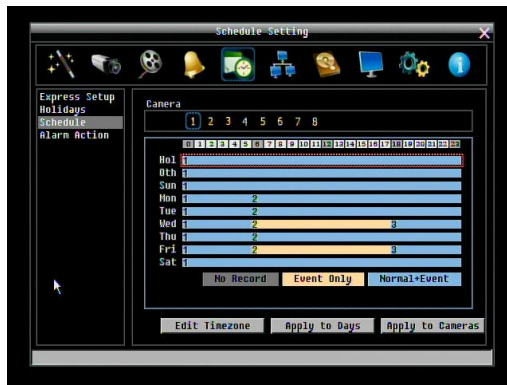 Schedule Setting
X
Express Setup
Holidays
Schedule
Alarm Action
Camera
1 2 3 4 5 6 7 8
0 1 2 3 4 5 6 7 8 9 10 11 12 13 14 15 16 17 18 19 20 21 22 23
Hol 1
Oth 1
Sun 1
Mon 1 2
Tue 1 2
Wed 1 2 3
Thu 1 2
Fri 1 2 3
Sat 1
No Record Event Only Normal+Event
Edit Timezone Apply to Days Apply to Cameras